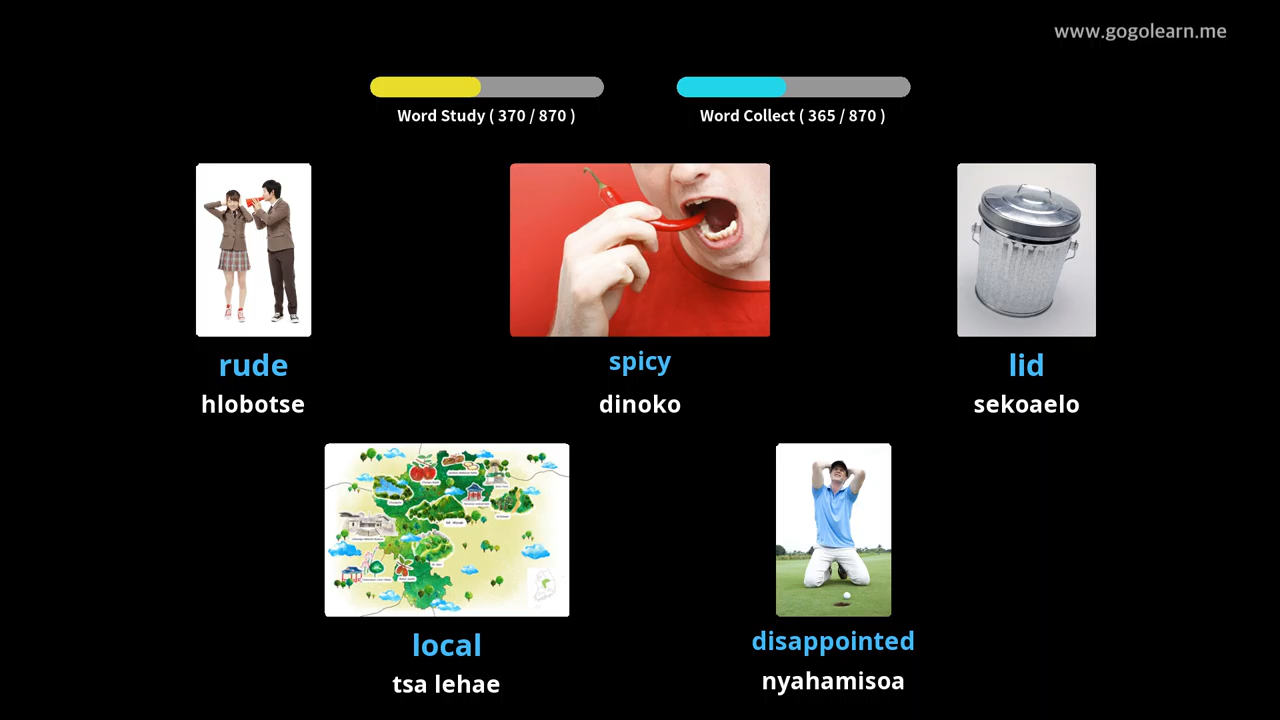 www.gogolearn.me
Word Study ( 370 / 870 )
Word Collect ( 365 / 870 )
rude
hlobotse
spicy
dinoko
lid
sekoaelo
local
tsa lehae
disappointed
nyahamisoa